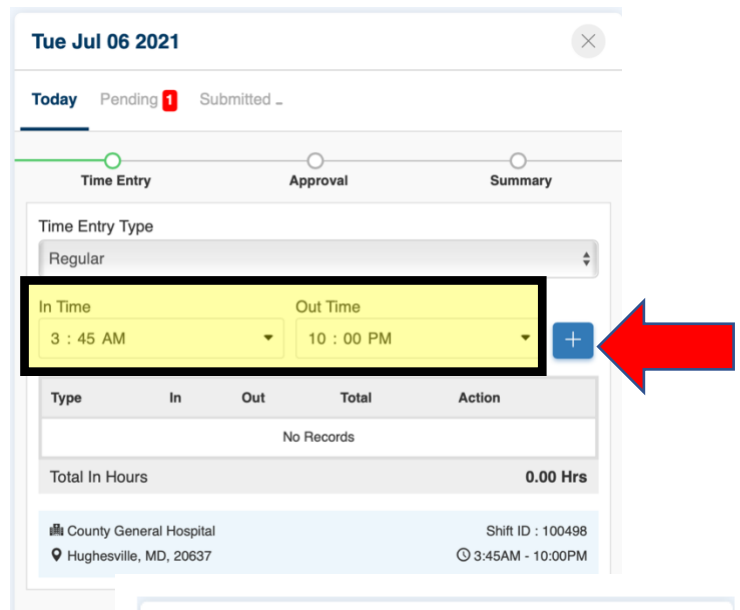 Tue Jul 06 2021
Today Pending 1 Submitted
Time Entry Approval Summary
Time Entry Type
Regular
In Time Out Time
3 : 45 AM 10 : 00 PM +
Type In Out Total Action
No Records
Total In Hours 0.00 Hrs
County General Hospital Shift ID : 100498
Hughesville, MD, 20637 3:45AM - 10:00PM